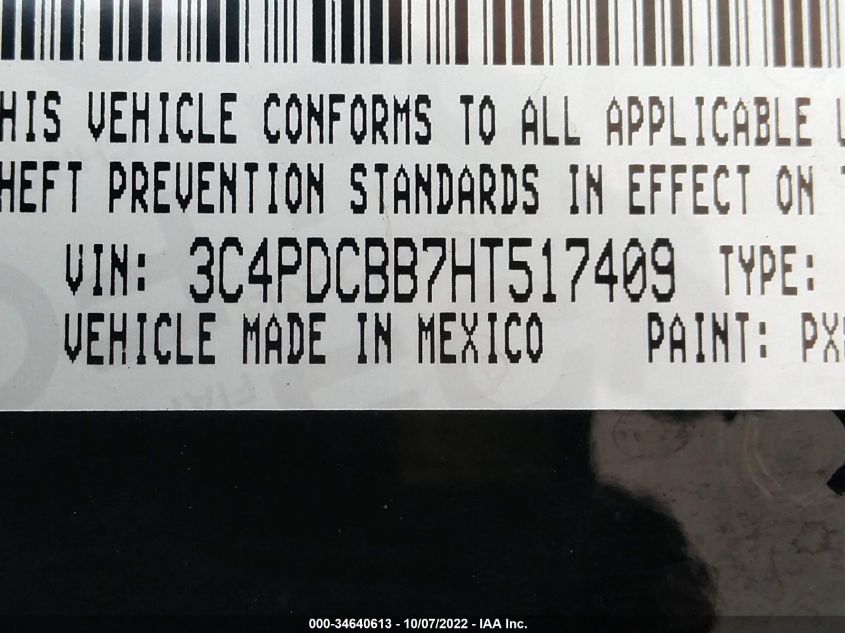 HIS VEHICLE CONFORMS TO ALL APPLICABLE U
HEFT PREVENTION STANDARDS IN EFFECT ON T
VIN: 3C4PDCBB7HT517409 TYPE:
VEHICLE MADE IN MEXICO PAINT: PX8
000-34640613 - 10/07/2022 - IAA Inc.